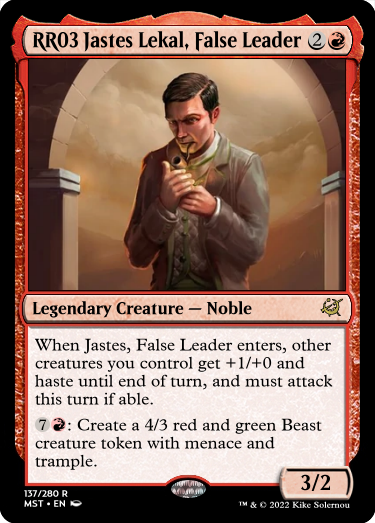 RR03 Jastes Lekal, False Leader 2
Legendary Creature — Noble
When Jastes, False Leader enters, other
creatures you control get +1/+0 and
haste until end of turn, and must attack
this turn if able.
7: Create a 4/3 red and green Beast
creature token with menace and
trample.
3/2
137/280 R
MST • EN
™ & © 2022 Kike Solernou